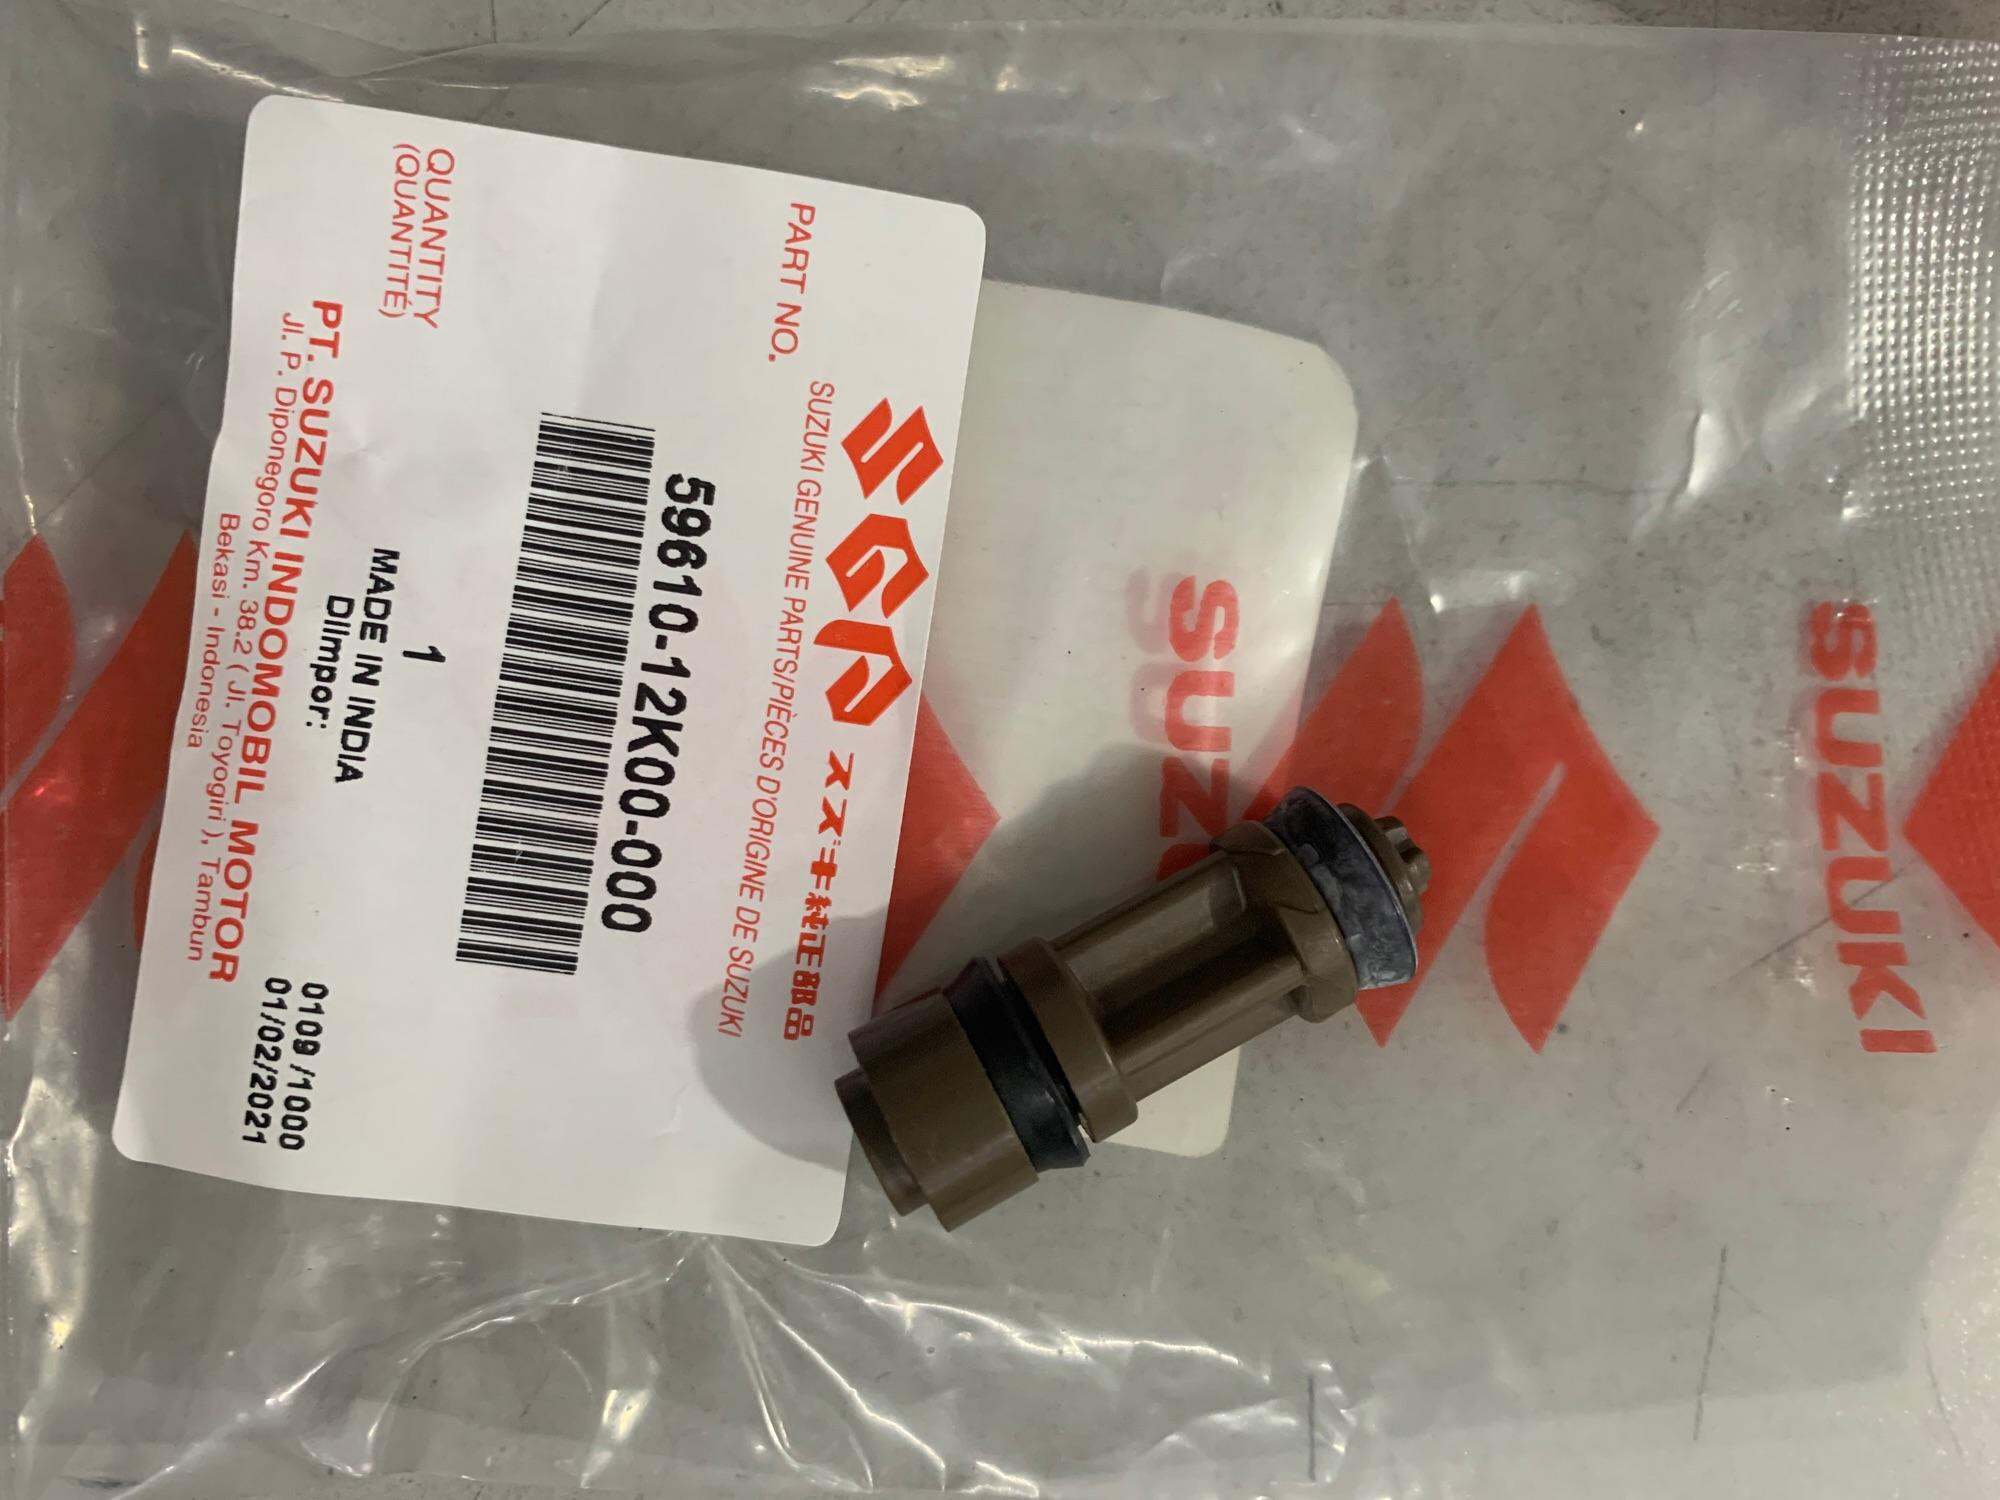 SGP スズキ純正部品
SUZUKI GENUINE PARTS/PIÈCES D'ORIGINE DE SUZUKI
PART NO.
59610-12K00-000
QUANTITY
(QUANTITÉ)
1
MADE IN INDIA
DiImpor:
PT. SUZUKI INDOMOBIL MOTOR
Jl. P. Diponegoro Km. 38.2 ( Jl. Toyogiri ), Tambun
Bekasi - Indonesia
0109 /1000
01/02/2021
SUZUKI